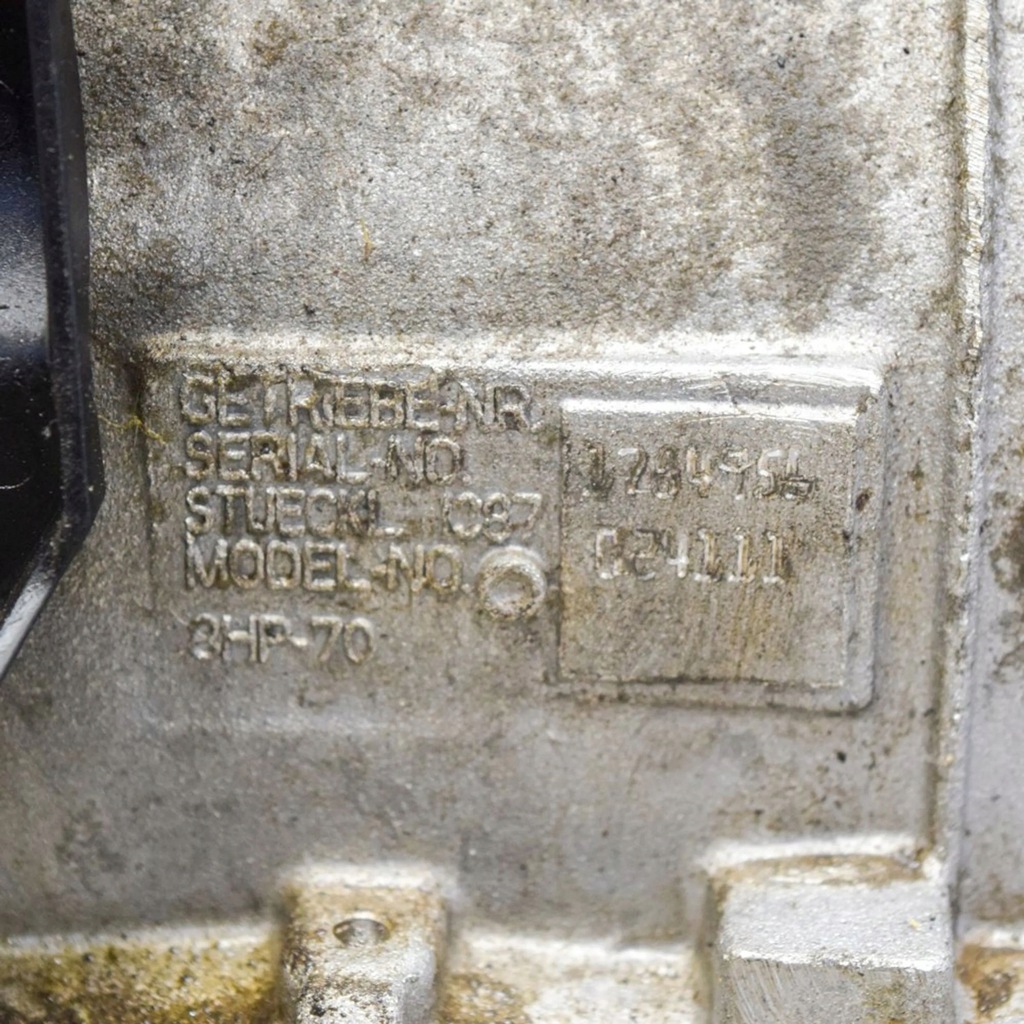 GETRIEBE-NR.
SERIAL-NO. 1284956
STUECKL. 1087
MODEL-NO. 024111
8HP-70